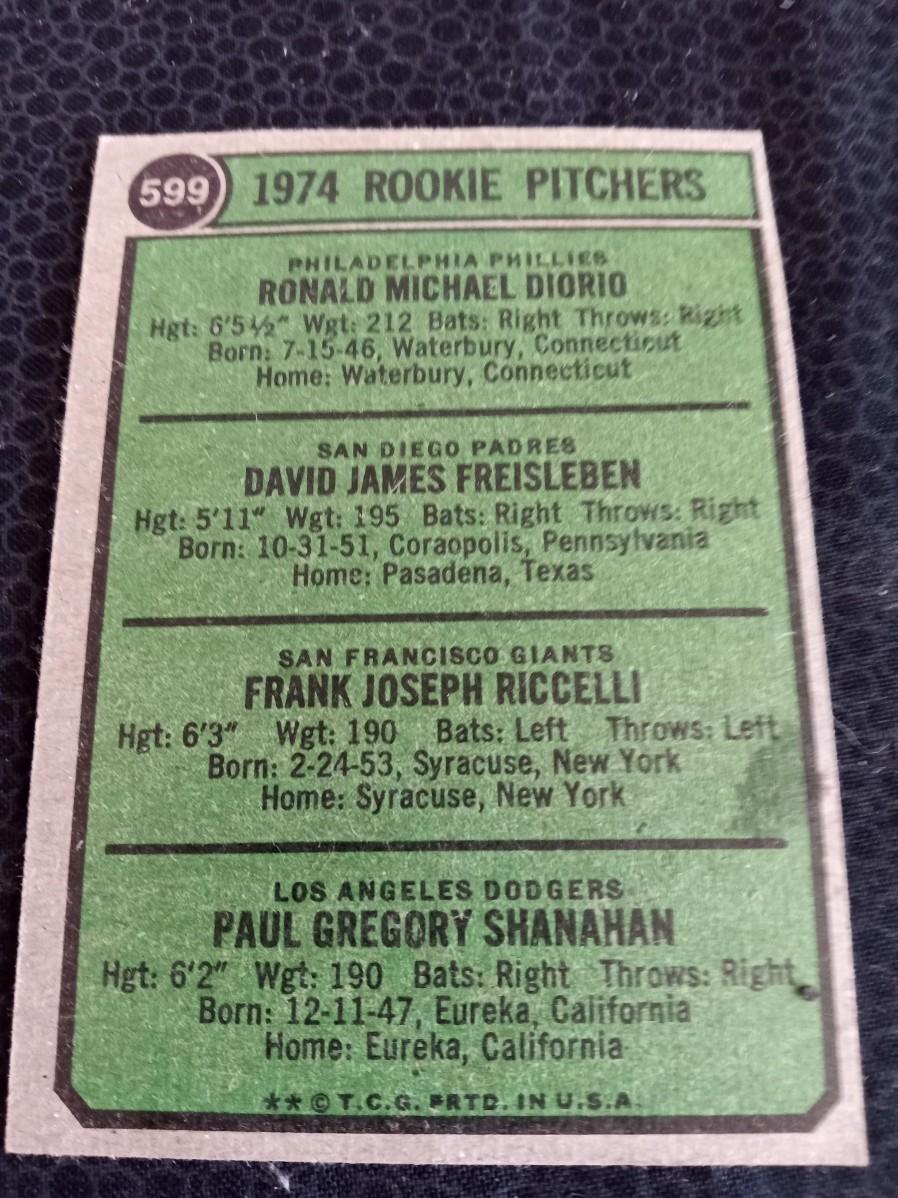 599 1974 ROOKIE PITCHERS
PHILADELPHIA PHILLIES
RONALD MICHAEL DIORIO
Hgt: 6'5½" Wgt: 212 Bats: Right Throws: Right
Born: 7-15-46, Waterbury, Connecticut
Home: Waterbury, Connecticut
SAN DIEGO PADRES
DAVID JAMES FREISLEBEN
Hgt: 5'11" Wgt: 195 Bats: Right Throws: Right
Born: 10-31-51, Coraopolis, Pennsylvania
Home: Pasadena, Texas
SAN FRANCISCO GIANTS
FRANK JOSEPH RICCELLI
Hgt: 6'3" Wgt: 190 Bats: Left Throws: Left
Born: 2-24-53, Syracuse, New York
Home: Syracuse, New York
LOS ANGELES DODGERS
PAUL GREGORY SHANAHAN
Hgt: 6'2" Wgt: 190 Bats: Right Throws: Right
Born: 12-11-47, Eureka, California
Home: Eureka, California
** © T.C.G. PRTD. IN U.S.A.